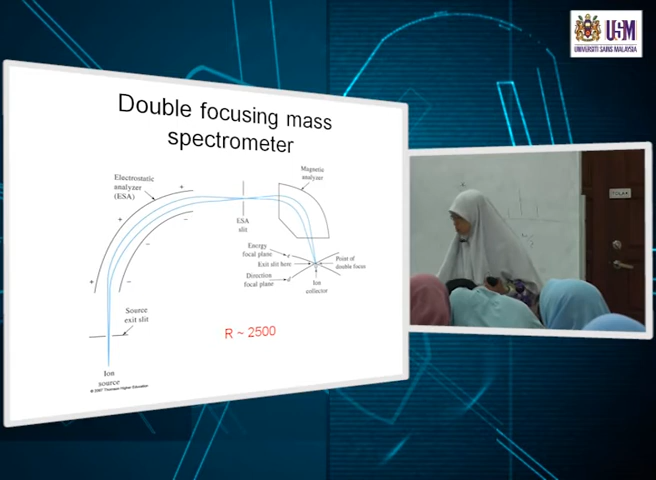 USM
UNIVERSITI SAINS MALAYSIA
Double focusing mass
spectrometer
Electrostatic
analyzer
(ESA)
+
+
+
−
−
−
Magnetic
analyzer
ESA
slit
Energy
focal plane
Exit slit here
Direction
focal plane
Point of
double focus
Ion
collector
Source
exit slit
R ~ 2500
Ion
source
© 2007 Thomson Higher Education